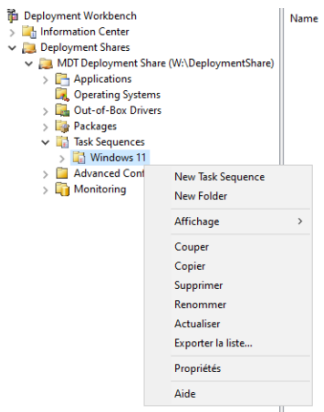 Deployment Workbench
Name
Information Center
Deployment Shares
MDT Deployment Share (W:\DeploymentShare)
Applications
Operating Systems
Out-of-Box Drivers
Packages
Task Sequences
Windows 11
Advanced Conf
Monitoring
New Task Sequence
New Folder
Affichage
Couper
Copier
Supprimer
Renommer
Actualiser
Exporter la liste...
Propriétés
Aide